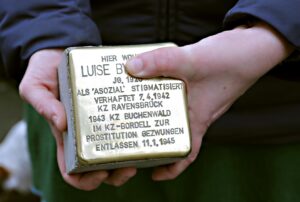 HIER WOH
LUISE B
JG. 1920
ALS "ASOZIAL" STIGMATISIERT
VERHAFTET 7.4.1942
KZ RAVENSBRÜCK
1943 KZ BUCHENWALD
IM KZ-BORDELL ZUR
PROSTITUTION GEZWUNGEN
ENTLASSEN 11.1.1945